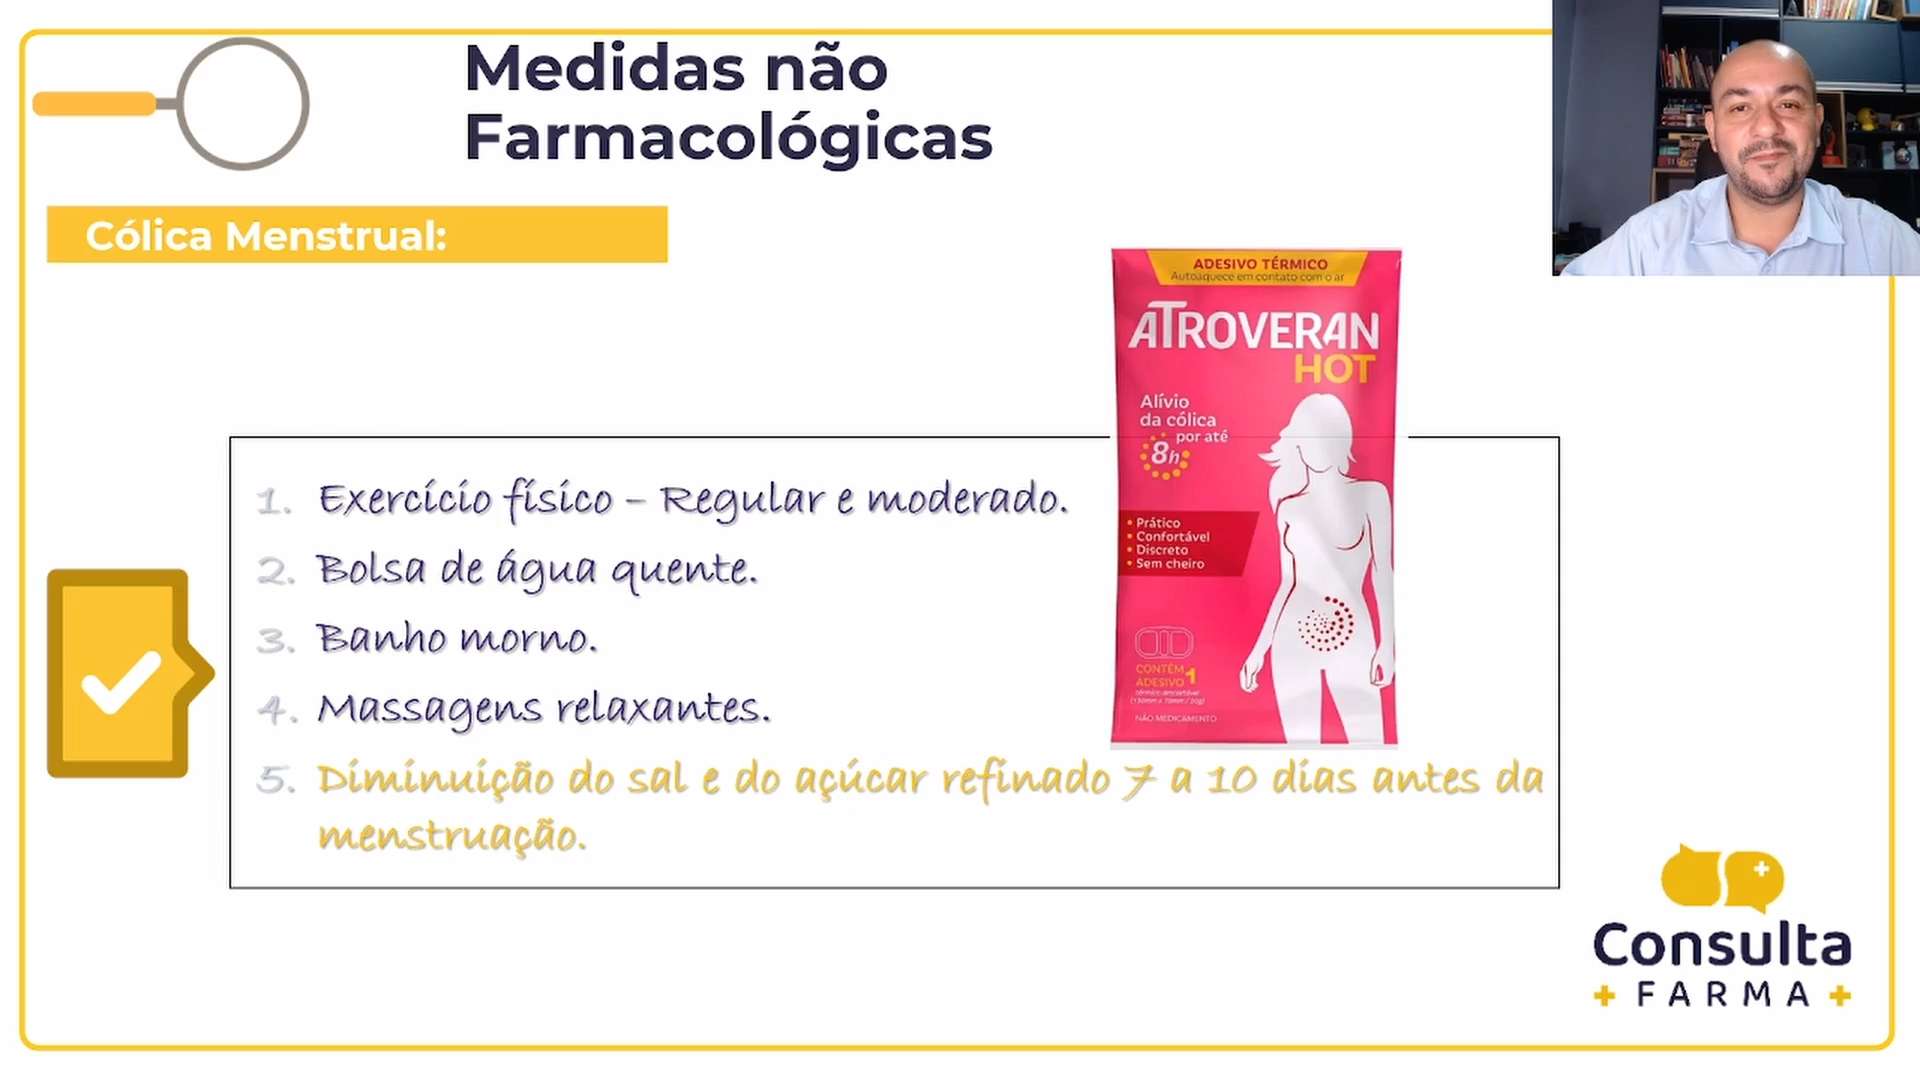 Medidas não
Farmacológicas
Cólica Menstrual:
ADESIVO TÉRMICO
Autoaquece em contato com o ar
ATROVERAN
HOT
Alívio
da cólica
por até
8h
• Prático
• Confortável
• Discreto
• Sem cheiro
CONTÉM 1
ADESIVO
térmico descartável
NÃO MEDICAMENTO
1. Exercício físico – Regular e moderado.
2. Bolsa de água quente.
3. Banho morno.
4. Massagens relaxantes.
5. Diminuição do sal e do açúcar refinado 7 a 10 dias antes da
menstruação.
Consulta
+ FARMA +